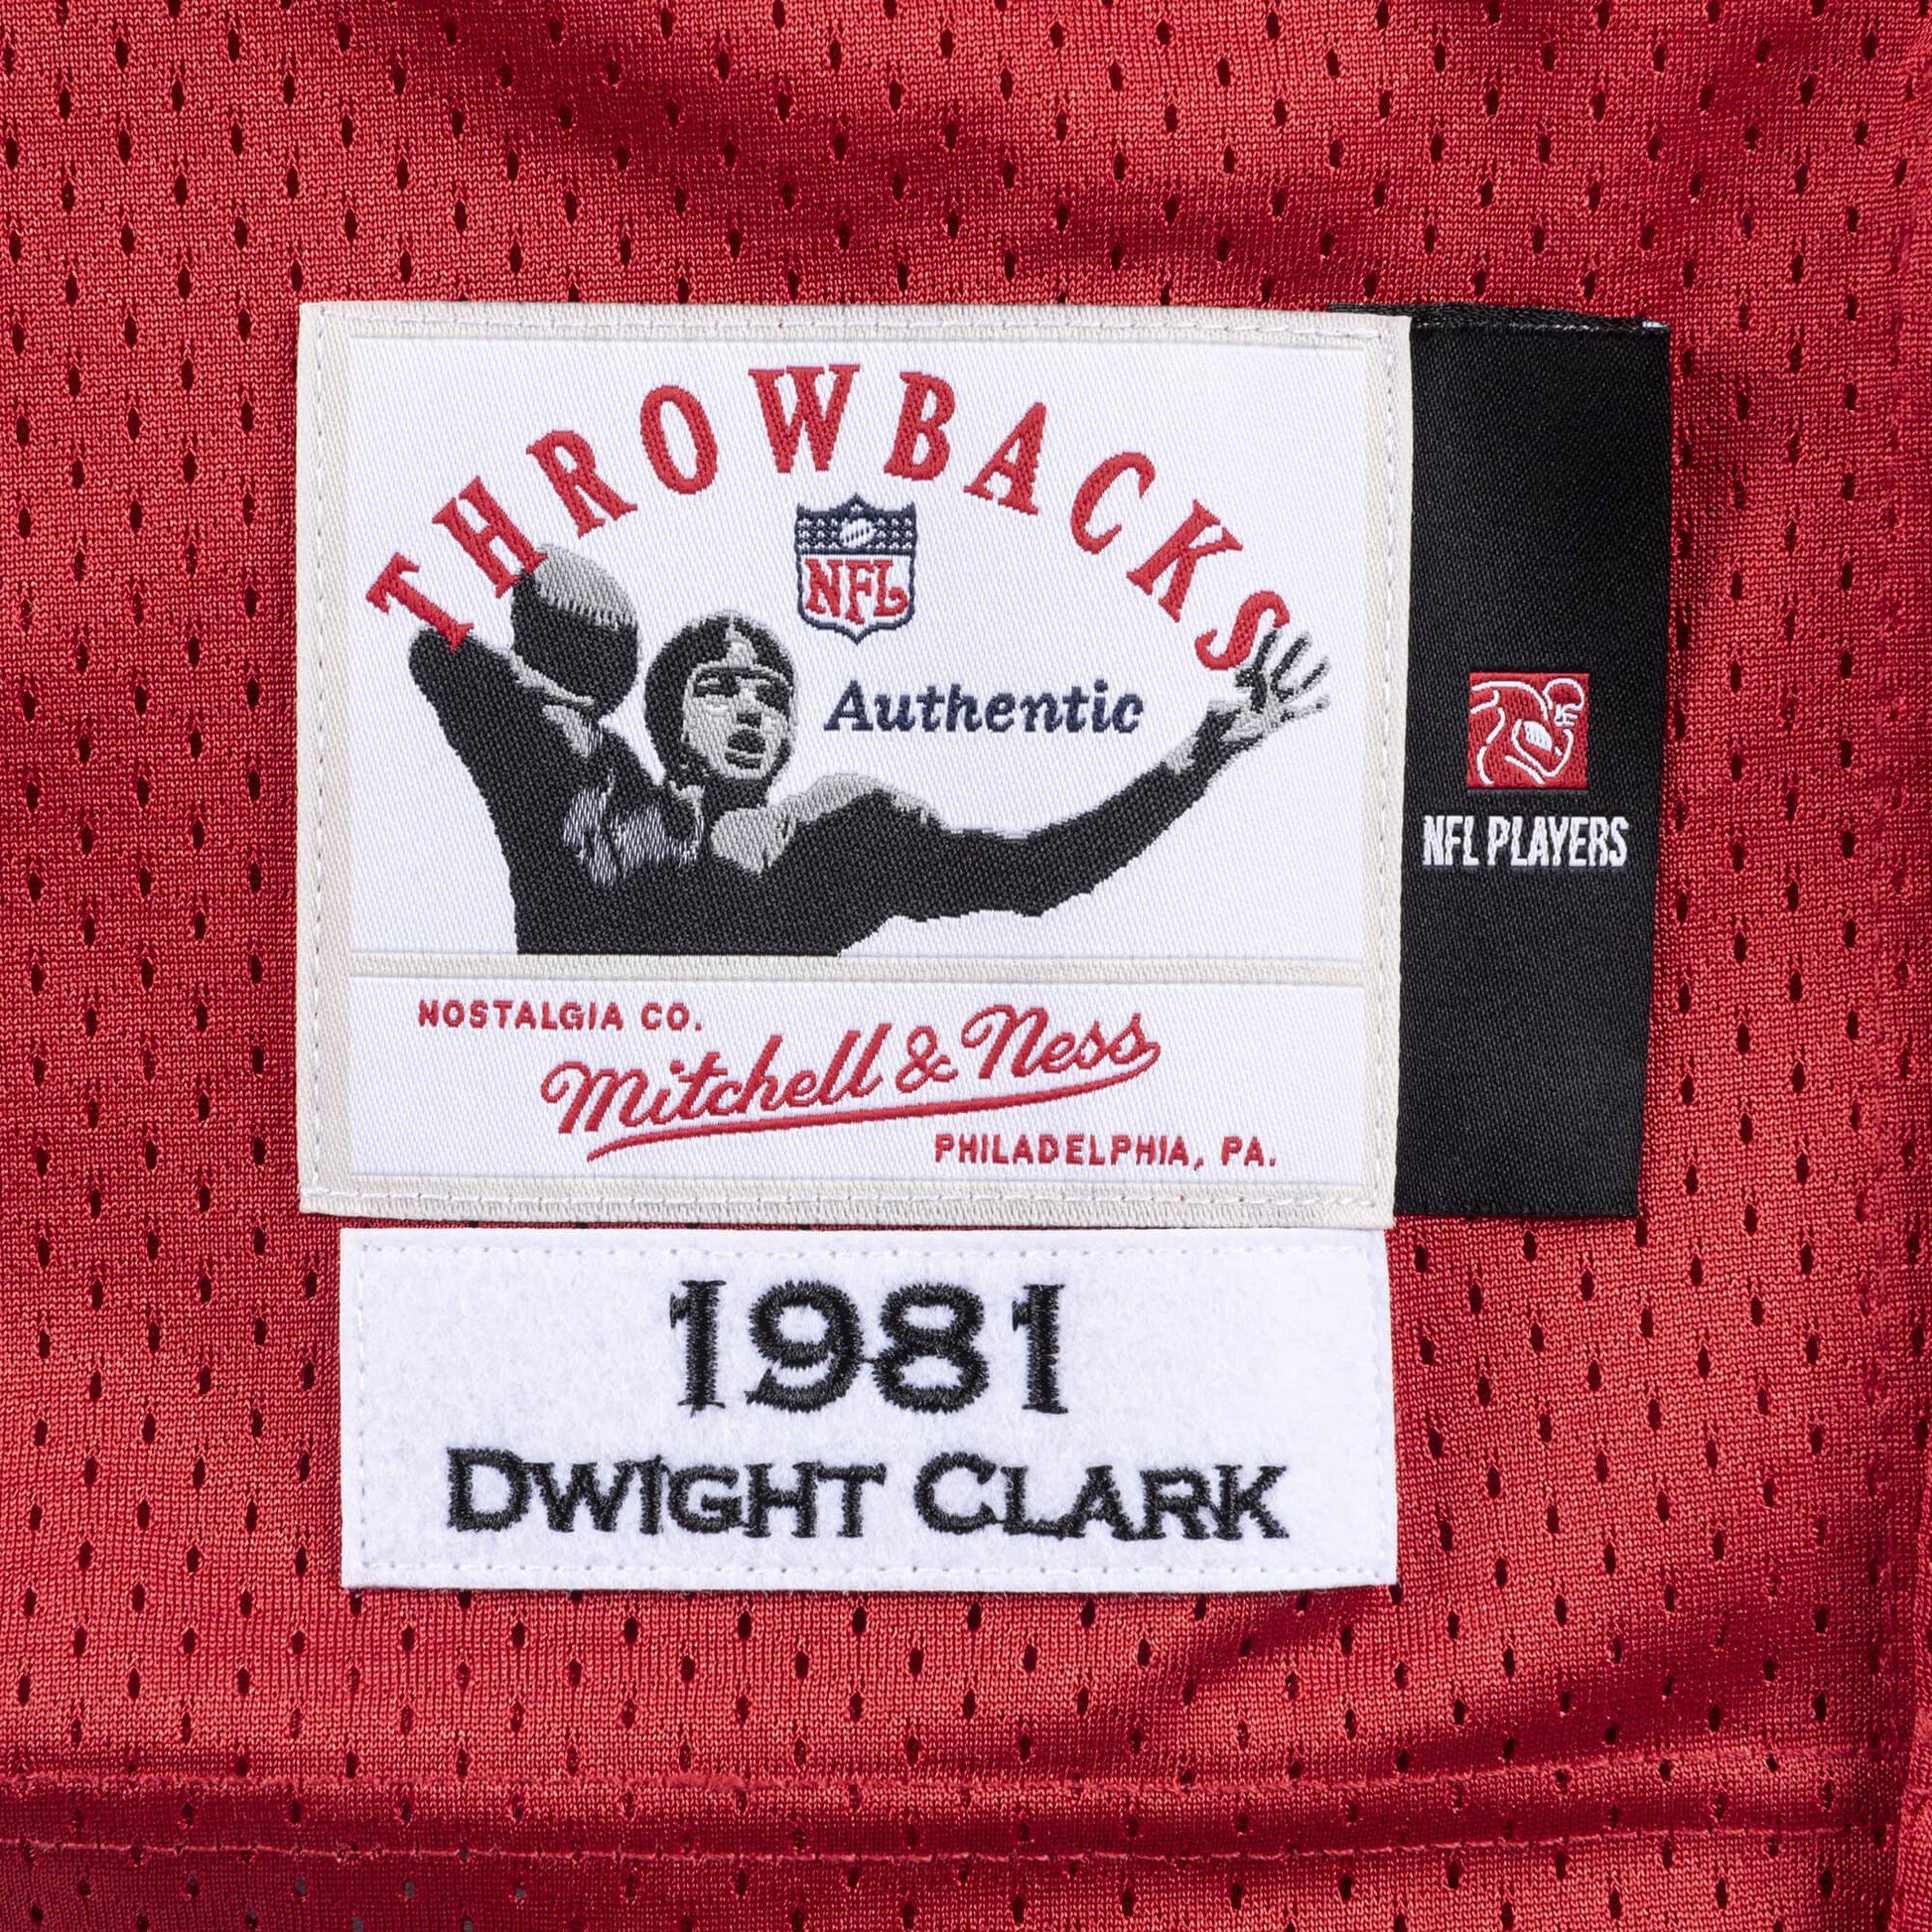 THROWBACKS
NFL
Authentic
NFL PLAYERS
NOSTALGIA CO.
Mitchell & Ness
PHILADELPHIA, PA.
1981
DWIGHT CLARK